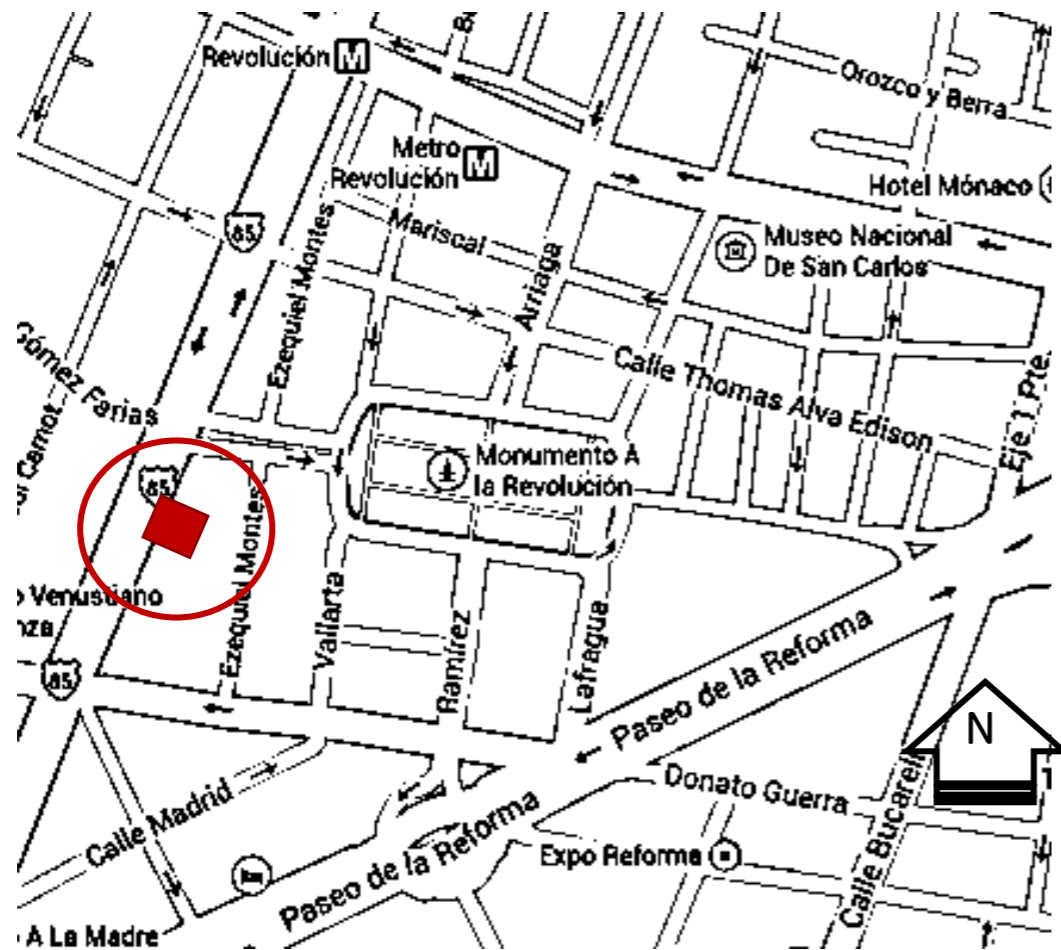 Revolución M
Metro
Revolución M
Orozco y Berra
Hotel Mónaco
Museo Nacional
De San Carlos
85
Mariscal
Ezequiel Montes
Arriaga
Gómez Farias
Calle Thomas Alva Edison
Eje 1 Pte
Monumento A
la Revolución
85
Ezequiel Montes
Venustiano
nza
85
Vallarta
Ramírez
Lafragua
Paseo de la Reforma
N
Calle Madrid
Donato Guerra
Calle Bucareli
Expo Reforma
Paseo de la Reforma
A La Madre